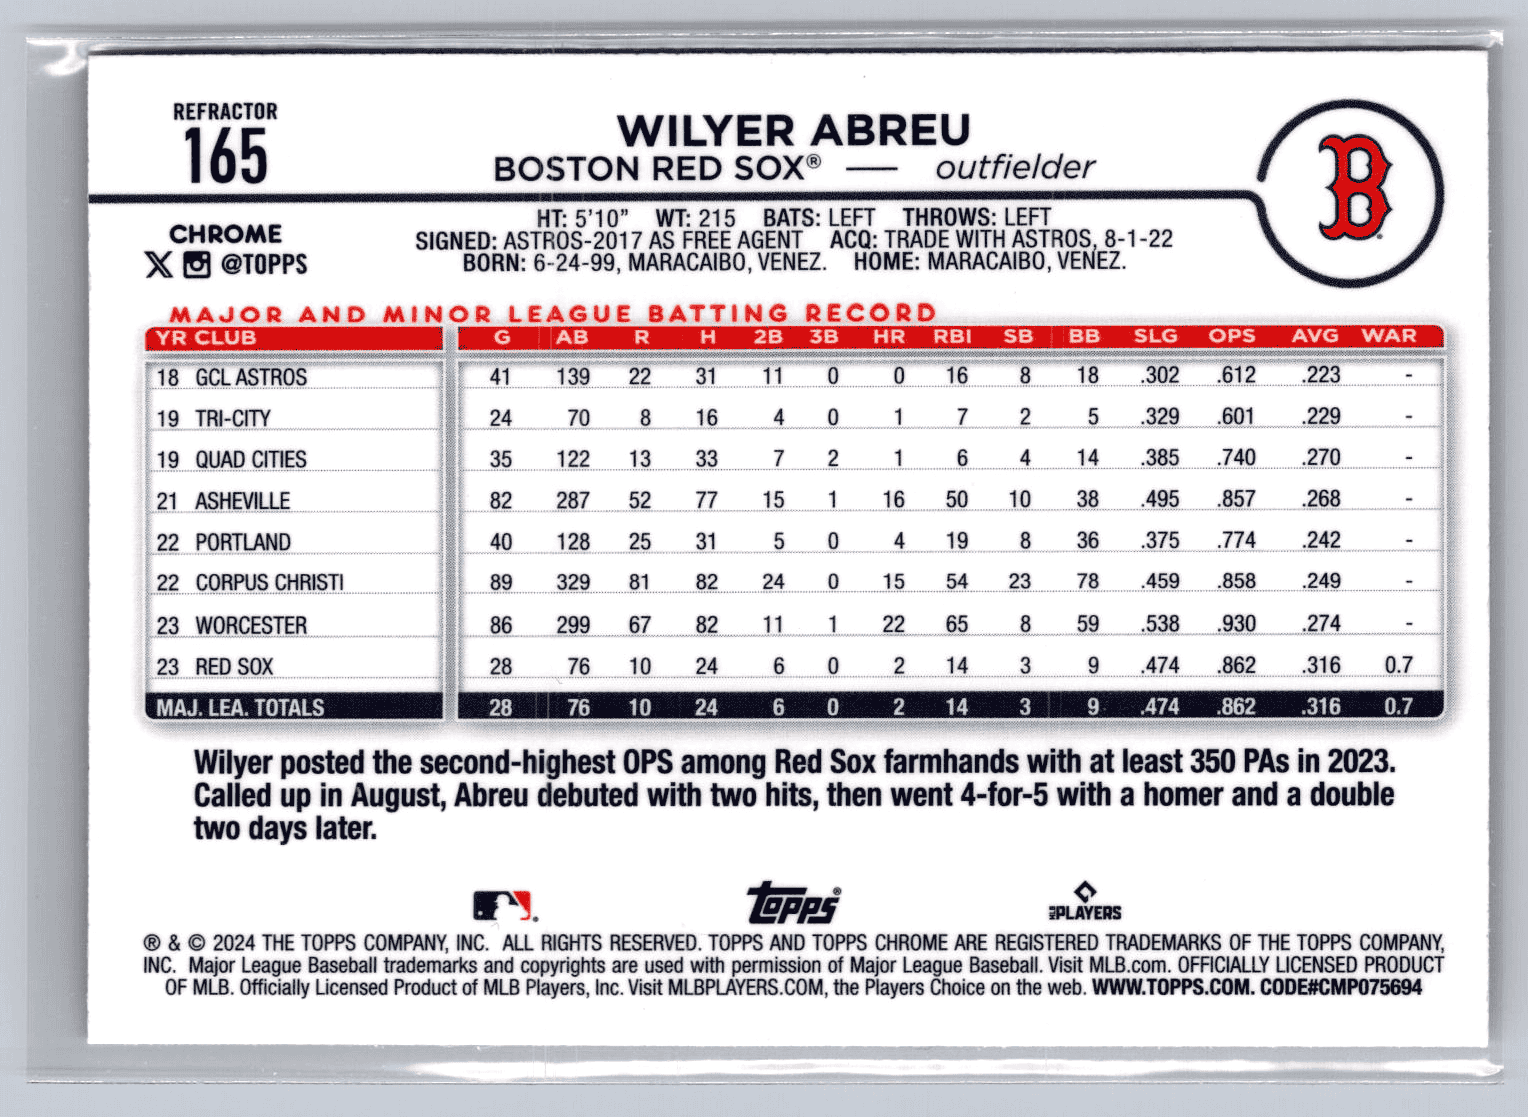 REFRACTOR
165
WILYER ABREU
BOSTON RED SOX® — outfielder
B
CHROME
X @TOPPS
HT: 5'10" WT: 215 BATS: LEFT THROWS: LEFT
SIGNED: ASTROS-2017 AS FREE AGENT ACQ: TRADE WITH ASTROS, 8-1-22
BORN: 6-24-99, MARACAIBO, VENEZ. HOME: MARACAIBO, VENEZ.
MAJOR AND MINOR LEAGUE BATTING RECORD
YR CLUB G AB R H 2B 3B HR RBI SB BB SLG OPS AVG WAR
18 GCL ASTROS 41 139 22 31 11 0 0 16 8 18 .302 .612 .223 -
19 TRI-CITY 24 70 8 16 4 0 1 7 2 5 .329 .601 .229 -
19 QUAD CITIES 35 122 13 33 7 2 1 6 4 14 .385 .740 .270 -
21 ASHEVILLE 82 287 52 77 15 1 16 50 10 38 .495 .857 .268 -
22 PORTLAND 40 128 25 31 5 0 4 19 8 36 .375 .774 .242 -
22 CORPUS CHRISTI 89 329 81 82 24 0 15 54 23 78 .459 .858 .249 -
23 WORCESTER 86 299 67 82 11 1 22 65 8 59 .538 .930 .274 -
23 RED SOX 28 76 10 24 6 0 2 14 3 9 .474 .862 .316 0.7
MAJ. LEA. TOTALS 28 76 10 24 6 0 2 14 3 9 .474 .862 .316 0.7
Wilyer posted the second-highest OPS among Red Sox farmhands with at least 350 PAs in 2023.
Called up in August, Abreu debuted with two hits, then went 4-for-5 with a homer and a double
two days later.
Topps® PLAYERS
® & © 2024 THE TOPPS COMPANY, INC. ALL RIGHTS RESERVED. TOPPS AND TOPPS CHROME ARE REGISTERED TRADEMARKS OF THE TOPPS COMPANY,
INC. Major League Baseball trademarks and copyrights are used with permission of Major League Baseball. Visit MLB.com. OFFICIALLY LICENSED PRODUCT
OF MLB. Officially Licensed Product of MLB Players, Inc. Visit MLBPLAYERS.COM, the Players Choice on the web. WWW.TOPPS.COM. CODE#CMP075694